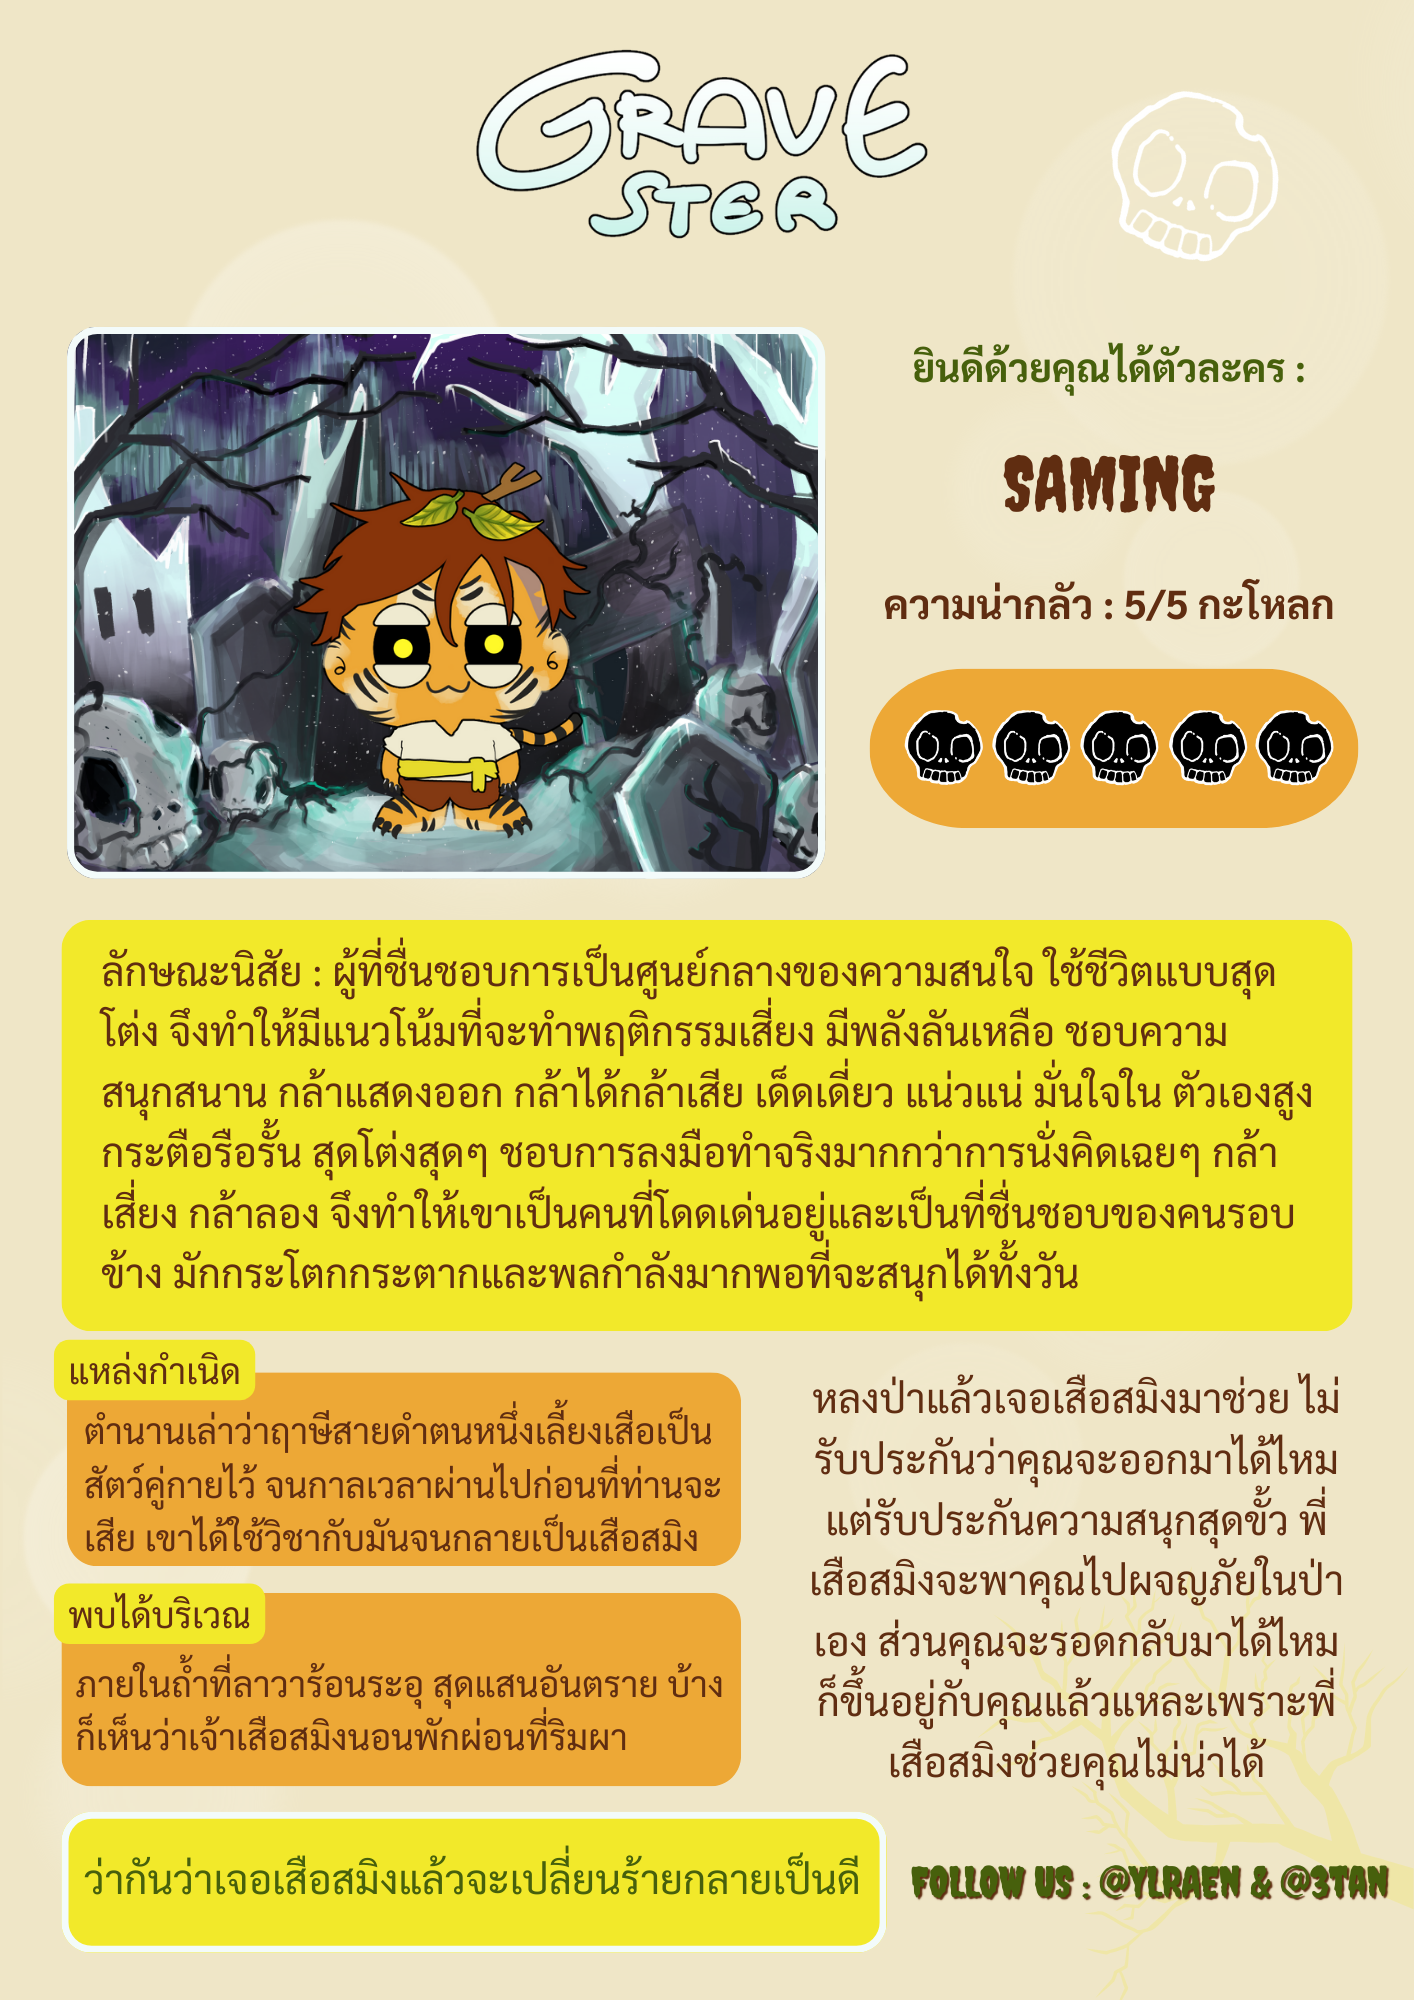 GRAVE
STER
ยินดีด้วยคุณได้ตัวละคร :
SAMING
ความน่ากลัว : 5/5 กะโหลก
ลักษณะนิสัย : ผู้ที่ชื่นชอบการเป็นศูนย์กลางของความสนใจ ใช้ชีวิตแบบสุด
โต่ง จึงทำให้มีแนวโน้มที่จะทำพฤติกรรมเสี่ยง มีพลังลันเหลือ ชอบความ
สนุกสนาน กล้าแสดงออก กล้าได้กล้าเสีย เด็ดเดี่ยว แน่วแน่ มั่นใจใน ตัวเองสูง
กระตือรือรั้น สุดโต่งสุดๆ ชอบการลงมือทำจริงมากกว่าการนั่งคิดเฉยๆ กล้า
เสี่ยง กล้าลอง จึงทำให้เขาเป็นคนที่โดดเด่นอยู่และเป็นที่ชื่นชอบของคนรอบ
ข้าง มักกระโตกกระตากและพลกำลังมากพอที่จะสนุกได้ทั้งวัน
แหล่งกำเนิด
ตำนานเล่าว่าฤาษีสายดำตนหนึ่งเลี้ยงเสือเป็น
สัตว์คู่กายไว้ จนกาลเวลาผ่านไปก่อนที่ท่านจะ
เสีย เขาได้ใช้วิชากับมันจนกลายเป็นเสือสมิง
พบได้บริเวณ
ภายในถ้ำที่ลาวาร้อนระอุ สุดแสนอันตราย บ้าง
ก็เห็นว่าเจ้าเสือสมิงนอนพักผ่อนที่ริมผา
หลงป่าแล้วเจอเสือสมิงมาช่วย ไม่
รับประกันว่าคุณจะออกมาได้ไหม
แต่รับประกันความสนุกสุดขั้ว พี่
เสือสมิงจะพาคุณไปผจญภัยในป่า
เอง ส่วนคุณจะรอดกลับมาได้ไหม
ก็ขึ้นอยู่กับคุณแล้วแหละเพราะพี่
เสือสมิงช่วยคุณไม่น่าได้
ว่ากันว่าเจอเสือสมิงแล้วจะเปลี่ยนร้ายกลายเป็นดี
FOLLOW US : @YLRAEN & @3TAN